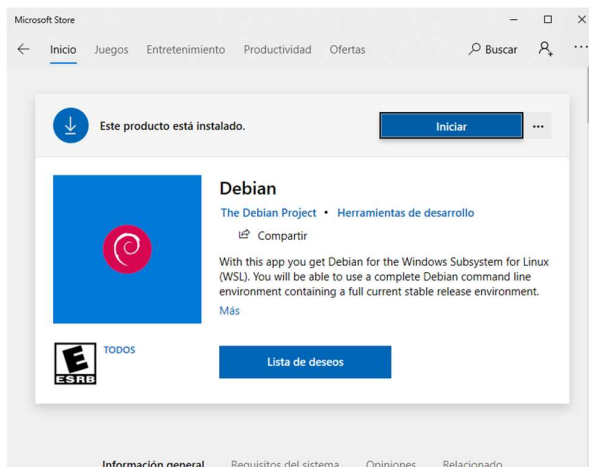 Microsoft Store
Inicio Juegos Entretenimiento Productividad Ofertas Buscar
Este producto está instalado. Iniciar
Debian
The Debian Project • Herramientas de desarrollo
Compartir
With this app you get Debian for the Windows Subsystem for Linux
(WSL). You will be able to use a complete Debian command line
environment containing a full current stable release environment.
Más
E
ESRB
TODOS
Lista de deseos
Información general Requisitos del sistema Opiniones Relacionado